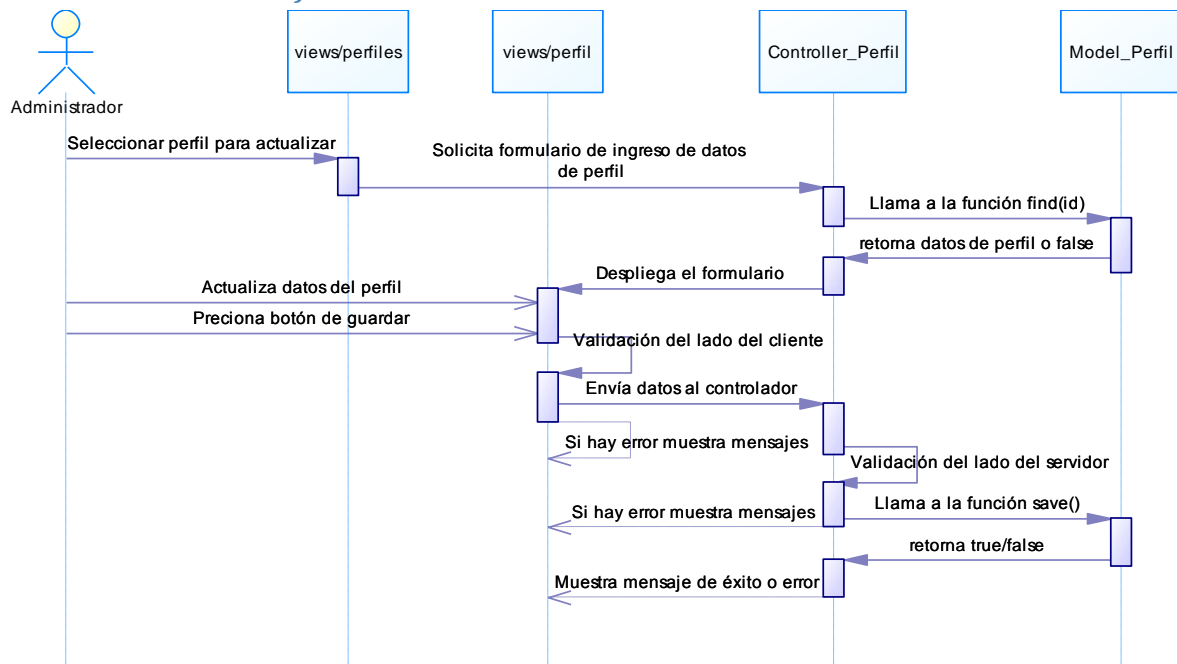 Administrador
views/perfiles
views/perfil
Controller_Perfil
Model_Perfil
Seleccionar perfil para actualizar
Solicita formulario de ingreso de datos
de perfil
Llama a la función find(id)
retorna datos de perfil o false
Despliega el formulario
Actualiza datos del perfil
Preciona botón de guardar
Validación del lado del cliente
Envía datos al controlador
Si hay error muestra mensajes
Validación del lado del servidor
Llama a la función save()
Si hay error muestra mensajes
retorna true/false
Muestra mensaje de éxito o error